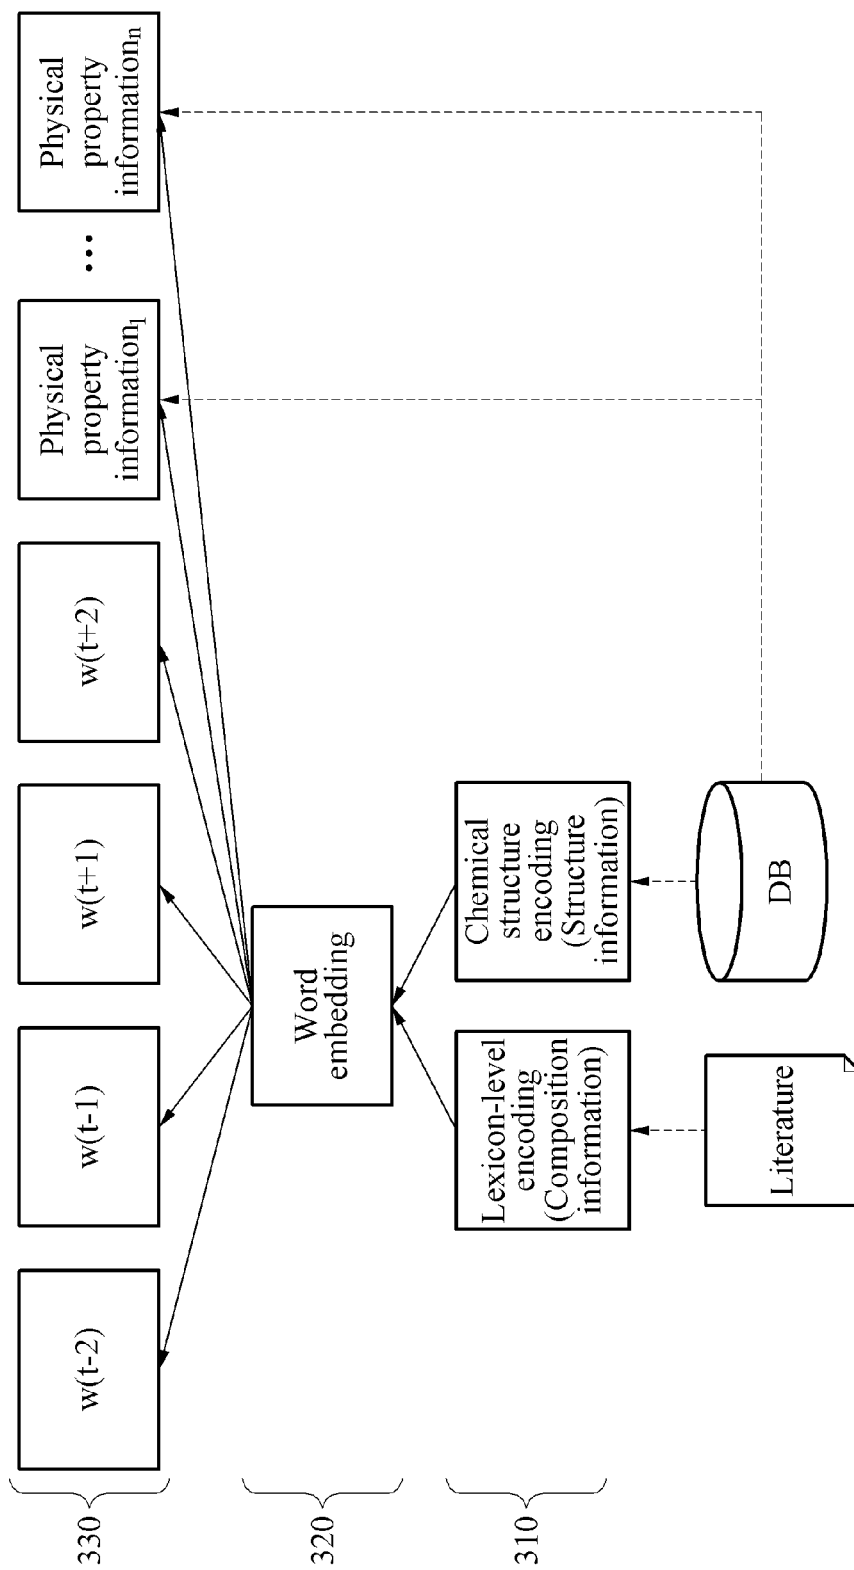 330
w(t-2)
w(t-1)
w(t+1)
w(t+2)
Physical
property
information1
...
Physical
property
informationn
320
Word
embedding
310
Lexicon-level
encoding
(Composition
information)
Chemical
structure
encoding
(Structure
information)
Literature
DB